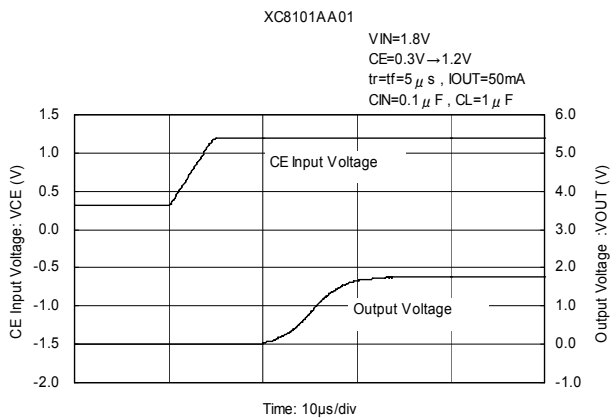 XC8101AA01
VIN=1.8V
CE=0.3V→1.2V
tr=tf=5μs , IOUT=50mA
CIN=0.1μF , CL=1μF
CE Input Voltage: VCE (V)
1.5
1.0
0.5
0.0
-0.5
-1.0
-1.5
-2.0
CE Input Voltage
Output Voltage
6.0
5.0
4.0
3.0
2.0
1.0
0.0
-1.0
Output Voltage :VOUT (V)
Time: 10μs/div